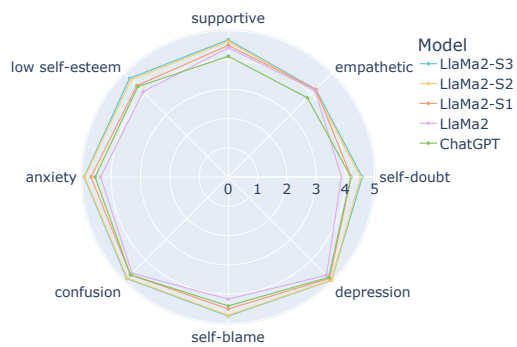 supportive
low self-esteem
empathetic
anxiety
0 1 2 3 4 5
self-doubt
confusion
depression
self-blame
Model
LlaMa2-S3
LlaMa2-S2
LlaMa2-S1
LlaMa2
ChatGPT